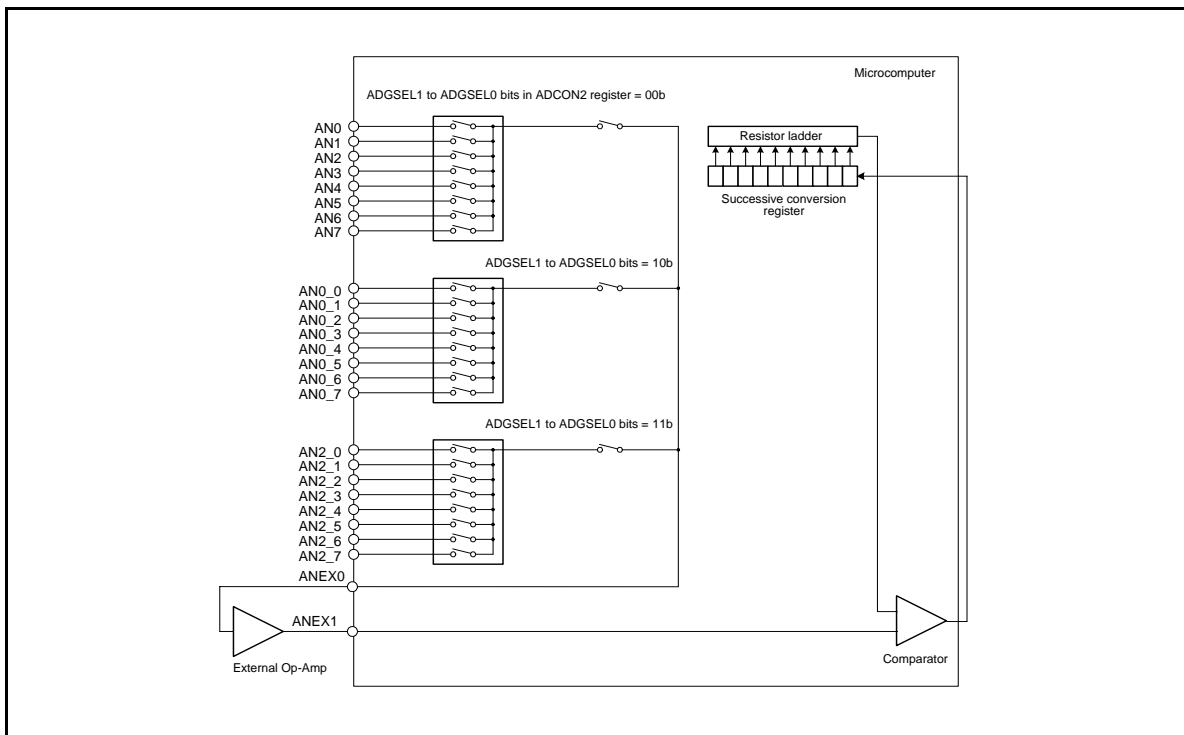 Microcomputer
ADGSEL1 to ADGSEL0 bits in ADCON2 register = 00b
AN0
AN1
AN2
AN3
AN4
AN5
AN6
AN7
Resistor ladder
Successive conversion
register
ADGSEL1 to ADGSEL0 bits = 10b
AN0_0
AN0_1
AN0_2
AN0_3
AN0_4
AN0_5
AN0_6
AN0_7
ADGSEL1 to ADGSEL0 bits = 11b
AN2_0
AN2_1
AN2_2
AN2_3
AN2_4
AN2_5
AN2_6
AN2_7
ANEX0
ANEX1
External Op-Amp
Comparator